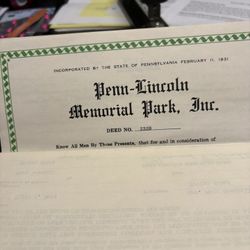 INCORPORATED BY THE STATE OF PENNSYLVANIA FEBRUARY 11, 1931
Penn-Lincoln
Memorial Park, Inc.
DEED NO.
Know All Men By These Presents, that for and in consideration of